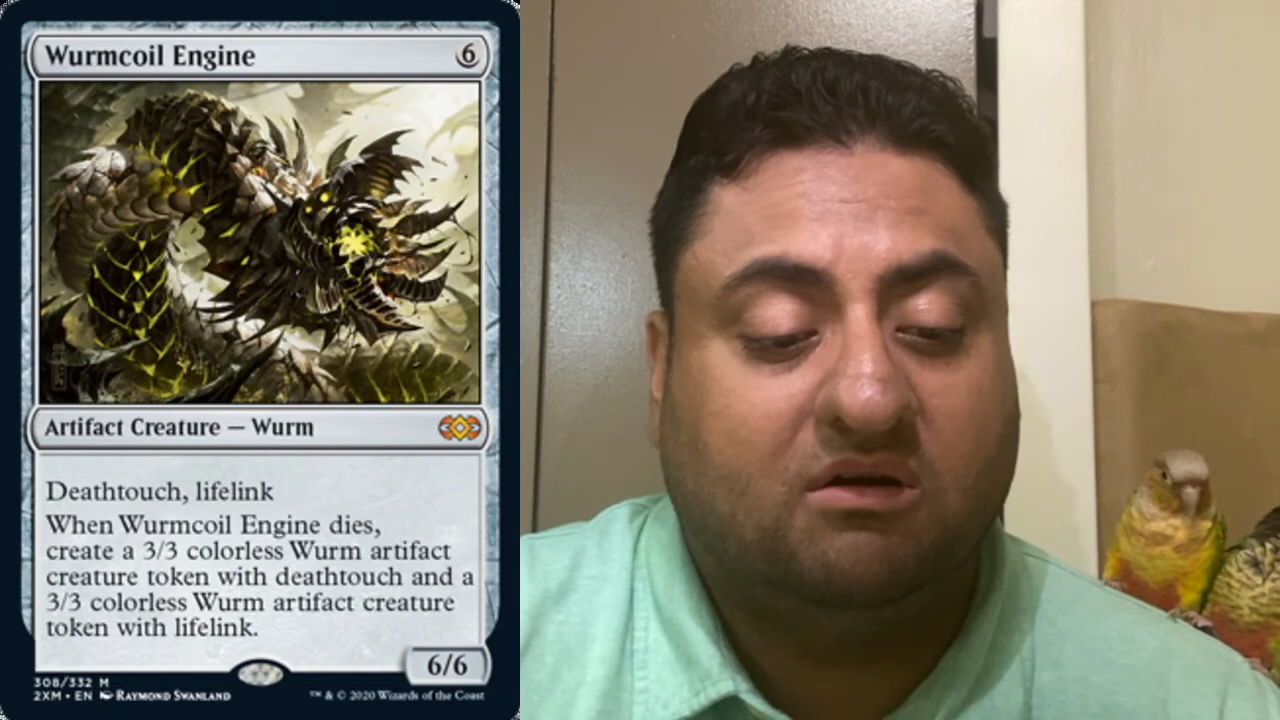 Wurmcoil Engine 6
Artifact Creature — Wurm
Deathtouch, lifelink
When Wurmcoil Engine dies,
create a 3/3 colorless Wurm artifact
creature token with deathtouch and a
3/3 colorless Wurm artifact creature
token with lifelink.
6/6
308/332 M
2XM • EN Raymond Swanland ™ & © 2020 Wizards of the Coast